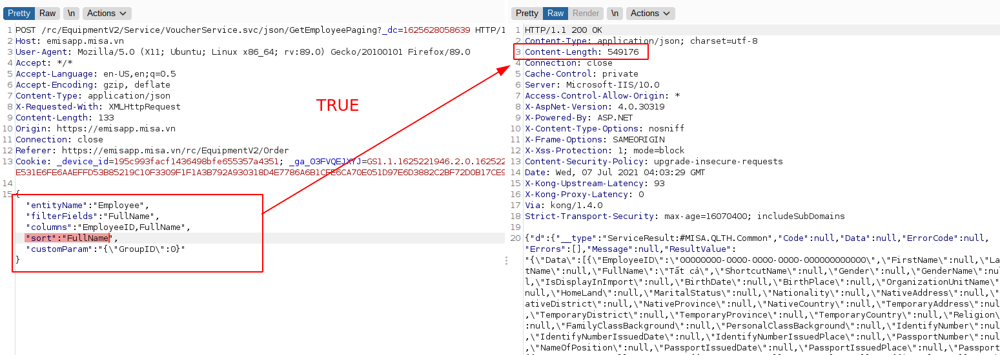 Pretty Raw \n Actions
1 POST /rc/EquipmentV2/Service/VoucherService.svc/json/GetEmployeePaging?_dc=1625628058639 HTTP/1
2 Host: emisapp.misa.vn
3 User-Agent: Mozilla/5.0 (X11; Ubuntu; Linux x86_64; rv:89.0) Gecko/20100101 Firefox/89.0
4 Accept: */*
5 Accept-Language: en-US,en;q=0.5
6 Accept-Encoding: gzip, deflate
7 Content-Type: application/json
8 X-Requested-With: XMLHttpRequest
9 Content-Length: 133
10 Origin: https://emisapp.misa.vn
11 Connection: close
12 Referer: https://emisapp.misa.vn/rc/EquipmentV2/Order
13 Cookie: _device_id=195c993facf1436498bfe655357a4351; _ga_03FVQEJXYJ=GS1.1.1625221946.2.0.162522
E531E6FE6AAEFFD53B85219C10F3309F1F1A3B792A930318D4E7786A6B1CFE6CA70E051D97E6D3882C2BF72D0B17CE9
14
15 {
"entityName":"Employee",
"filterFields":"FullName",
"columns":"EmployeeID,FullName",
"sort":"FullName",
"customParam":"{\"GroupID\":0}"
}
TRUE
Pretty Raw Render \n Actions
1 HTTP/1.1 200 OK
2 Content-Type: application/json; charset=utf-8
3 Content-Length: 549176
4 Connection: close
5 Cache-Control: private
6 Server: Microsoft-IIS/10.0
7 Access-Control-Allow-Origin: *
8 X-AspNet-Version: 4.0.30319
9 X-Powered-By: ASP.NET
10 X-Content-Type-Options: nosniff
11 X-Frame-Options: SAMEORIGIN
12 X-Xss-Protection: 1; mode=block
13 Content-Security-Policy: upgrade-insecure-requests
14 Date: Wed, 07 Jul 2021 04:03:29 GMT
15 X-Kong-Upstream-Latency: 93
16 X-Kong-Proxy-Latency: 0
17 Via: kong/1.4.0
18 Strict-Transport-Security: max-age=16070400; includeSubDomains
19
20 {"d":{"__type":"ServiceResult:#MISA.QLTH.Common","Code":null,"Data":null,"ErrorCode":null,
"Errors":[],"Message":null,"ResultValue":
"{\"Data\":[{\"EmployeeID\":\"00000000-0000-0000-0000-000000000000\",\"FirstName\":null,\"La
tName\":null,\"FullName\":\"Tất cả\",\"ShortcutName\":null,\"Gender\":null,\"GenderName\":nu
l,\"IsDisplayInImport\":null,\"BirthDate\":null,\"BirthPlace\":null,\"OrganizationUnitName\"
null,\"HomeLand\":null,\"MaritalStatus\":null,\"Nationality\":null,\"NativeAddress\":null,\"
ativeDistrict\":null,\"NativeProvince\":null,\"NativeCountry\":null,\"TemporaryAddress\":nul
,\"TemporaryDistrict\":null,\"TemporaryProvince\":null,\"TemporaryCountry\":null,\"Religion\
:null,\"FamilyClassBackground\":null,\"PersonalClassBackground\":null,\"IdentifyNumber\":nul
,\"IdentifyNumberIssuedDate\":null,\"IdentifyNumberIssuedPlace\":null,\"PassportNumber\":nul
,\"NameOfPosition\":null,\"PassportIssuedDate\":null,\"PassportIssuedPlace\":null,\"Passport